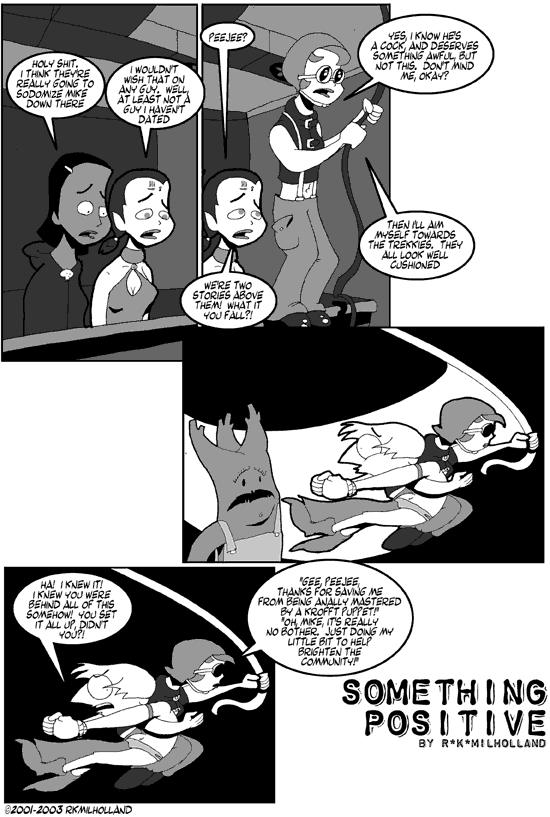 HOLY SHIT.
I THINK THEY'RE
REALLY GOING TO
SODOMIZE MIKE
DOWN THERE
I WOULDN'T
WISH THAT ON
ANY GUY. WELL,
AT LEAST NOT A
GUY I HAVEN'T
DATED
PEEJEE?
YES, I KNOW HE'S
A COCK, AND DESERVES
SOMETHING AWFUL, BUT
NOT THIS. DON'T MIND
ME, OKAY?
WE'RE TWO
STORIES ABOVE
THEM! WHAT IT
YOU FALL?!
THEN I'LL AIM
MYSELF TOWARDS
THE TREKKIES. THEY
ALL LOOK WELL
CUSHIONED
HA! I KNEW IT!
I KNEW YOU WERE
BEHIND ALL OF THIS
SOMEHOW! YOU SET
IT ALL UP, DIDN'T
YOU?!
"GEE, PEEJEE,
THANKS FOR SAVING ME
FROM BEING ANALLY MASTERED
BY A KROFFT PUPPET!"
"OH, MIKE, IT'S REALLY
NO BOTHER. JUST DOING MY
LITTLE BIT TO HELP
BRIGHTEN THE
COMMUNITY!"
SOMETHING
POSITIVE
BY R*K*MILHOLLAND
©2001-2003 RKMILHOLLAND